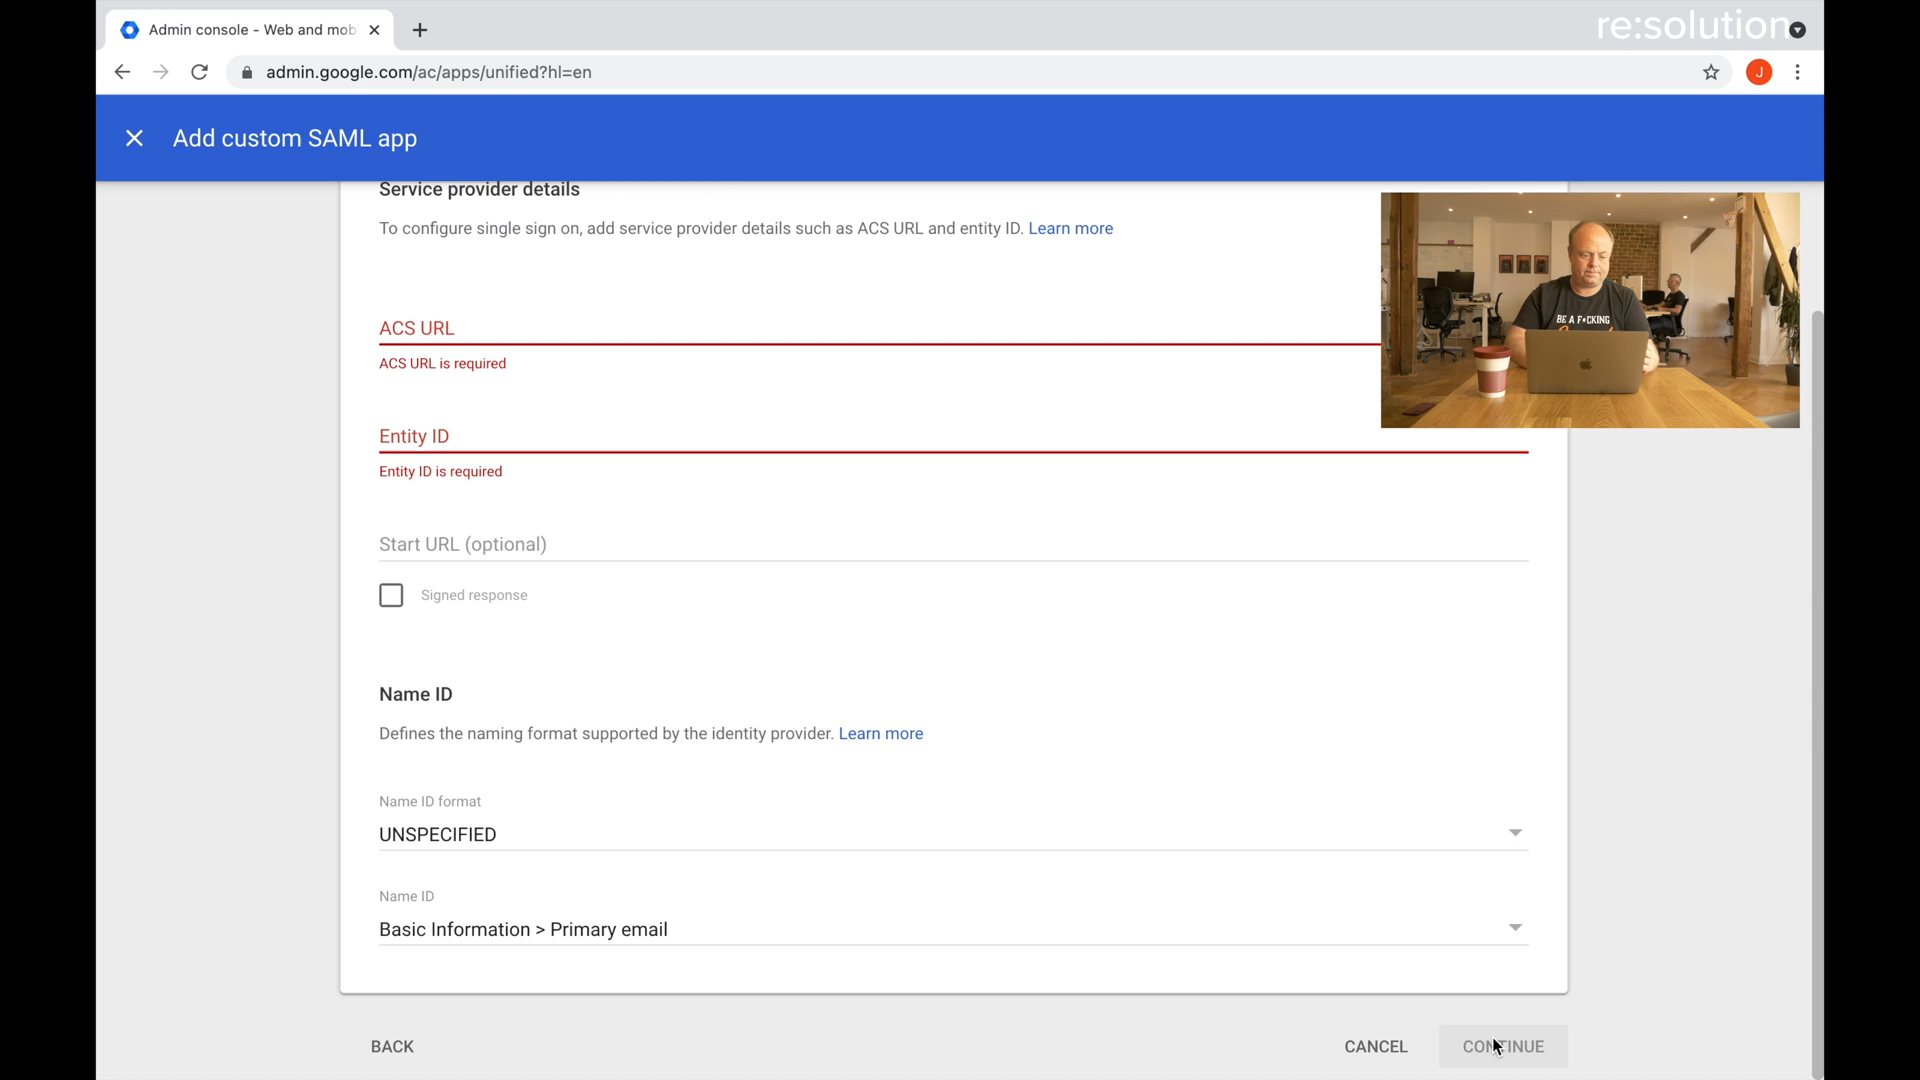 Admin console - Web and mob
re:solution
admin.google.com/ac/apps/unified?hl=en
J
Add custom SAML app
Service provider details
To configure single sign on, add service provider details such as ACS URL and entity ID. Learn more
BE A F*CKING
ACS URL
ACS URL is required
Entity ID
Entity ID is required
Start URL (optional)
Signed response
Name ID
Defines the naming format supported by the identity provider. Learn more
Name ID format
UNSPECIFIED
Name ID
Basic Information > Primary email
BACK
CANCEL
CONTINUE